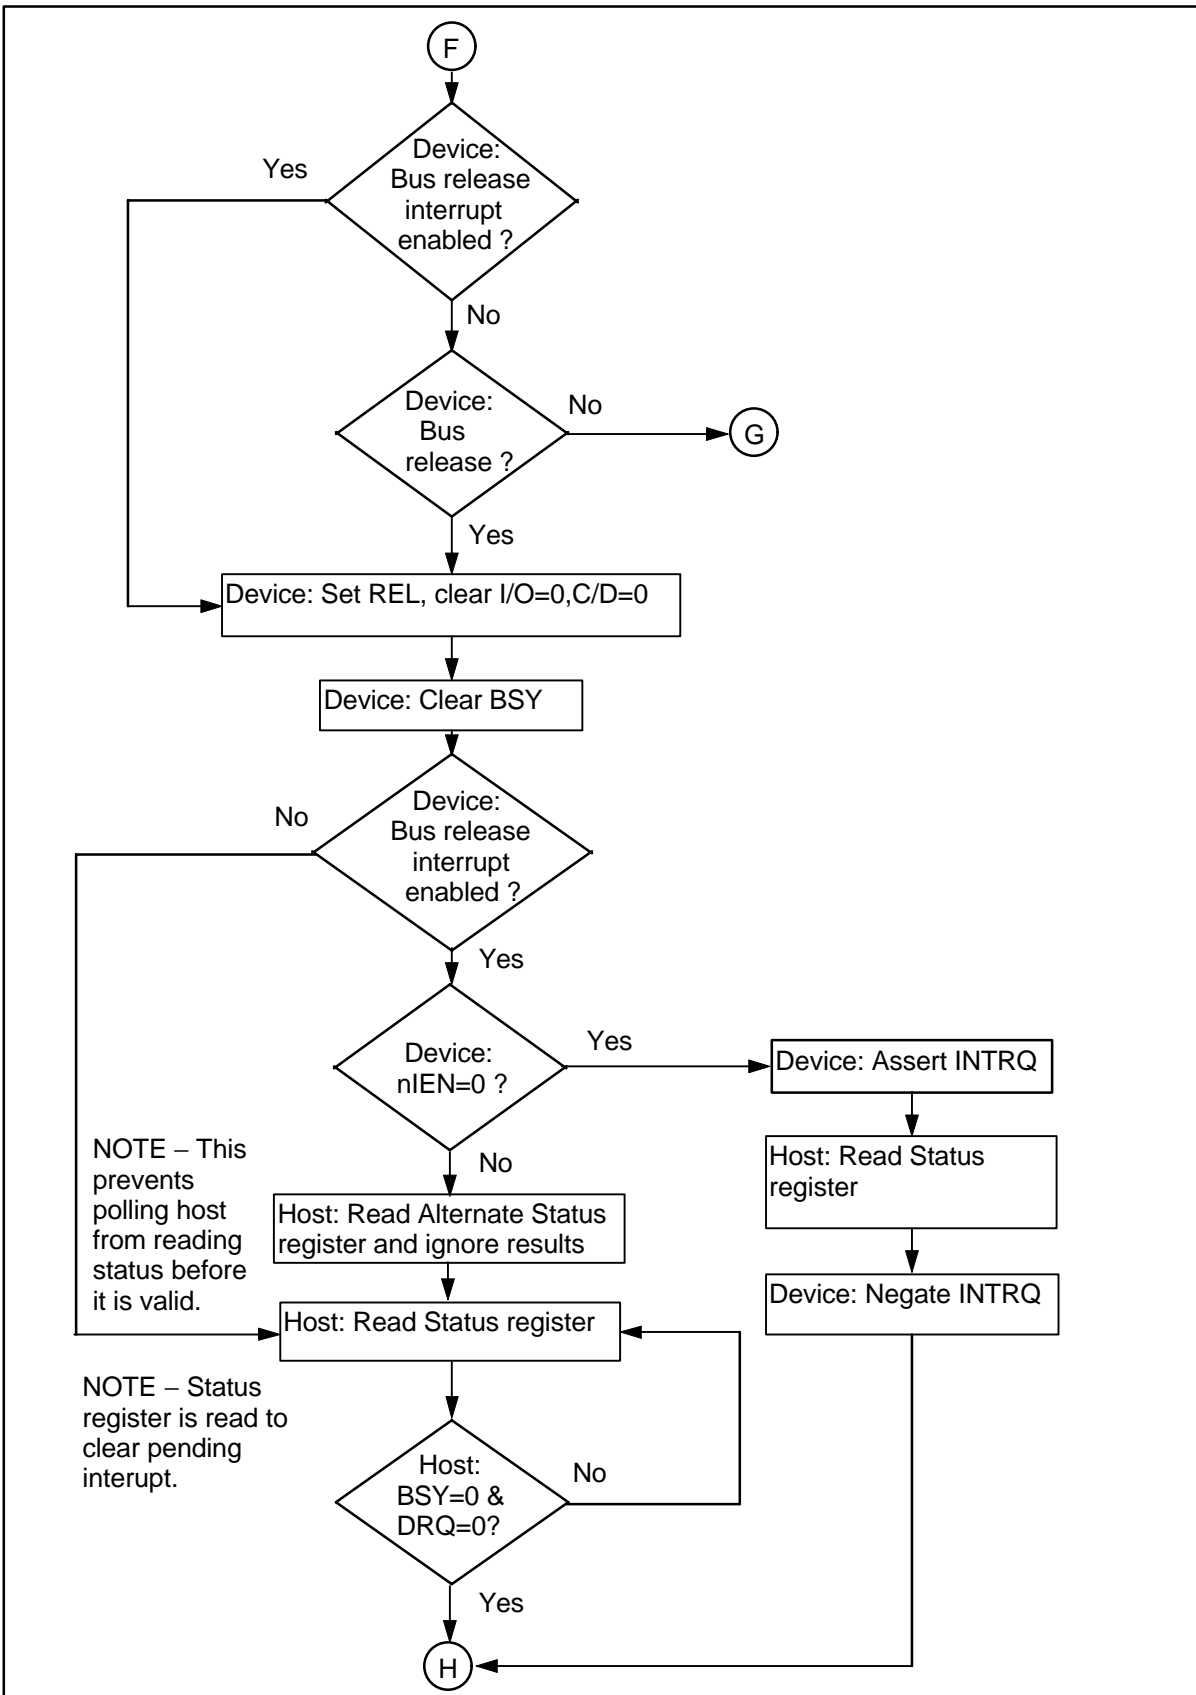 F
Device:
Bus release
interrupt
enabled ?
Yes
No
Device:
Bus
release ?
No
G
Yes
Device: Set REL, clear I/O=0,C/D=0
Device: Clear BSY
Device:
Bus release
interrupt
enabled ?
No
Yes
Device:
nIEN=0 ?
Yes
Device: Assert INTRQ
No
Host: Read Status
register
NOTE – This
prevents
polling host
from reading
status before
it is valid.
Host: Read Alternate Status
register and ignore results
Device: Negate INTRQ
Host: Read Status register
NOTE – Status
register is read to
clear pending
interupt.
Host:
BSY=0 &
DRQ=0?
No
Yes
H